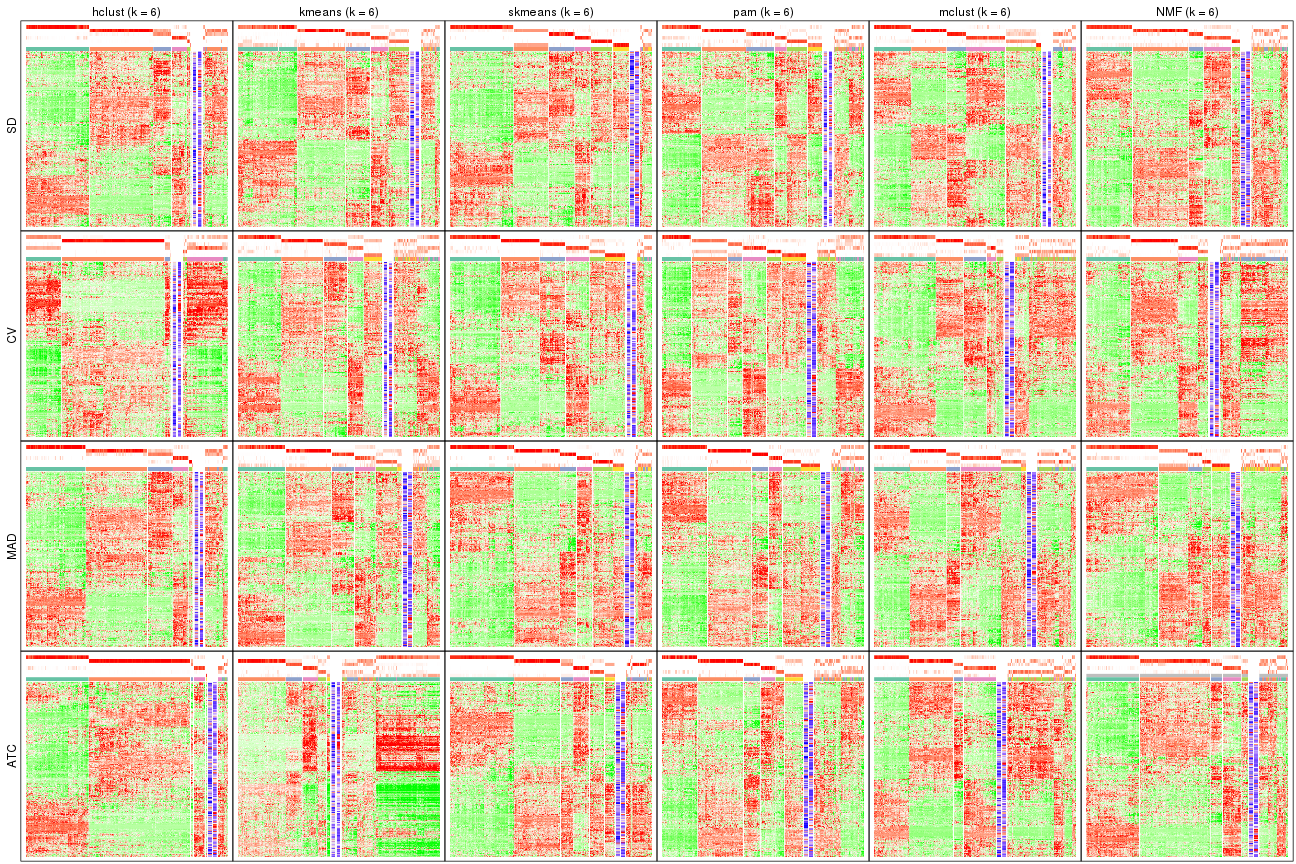 hclust (k = 6) kmeans (k = 6) skmeans (k = 6) pam (k = 6) mclust (k = 6) NMF (k = 6)
SD
CV
MAD
ATC